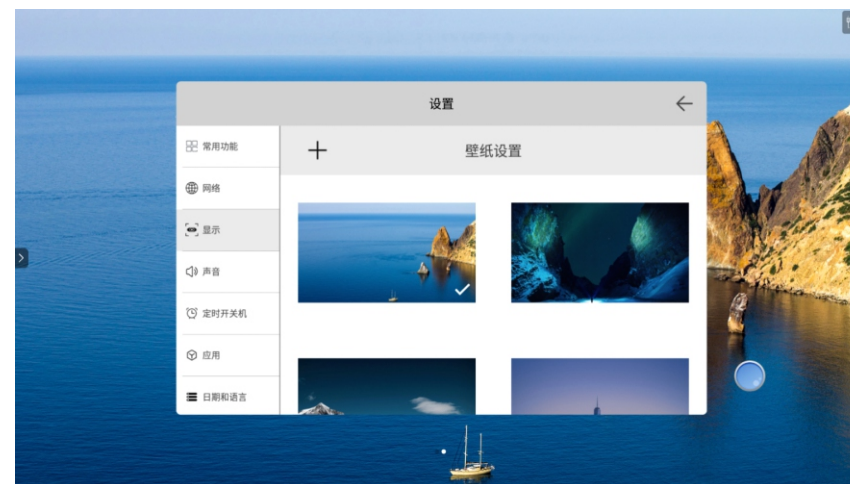 设置
壁纸设置
常用功能
网络
显示
声音
定时开关机
应用
日期和语言